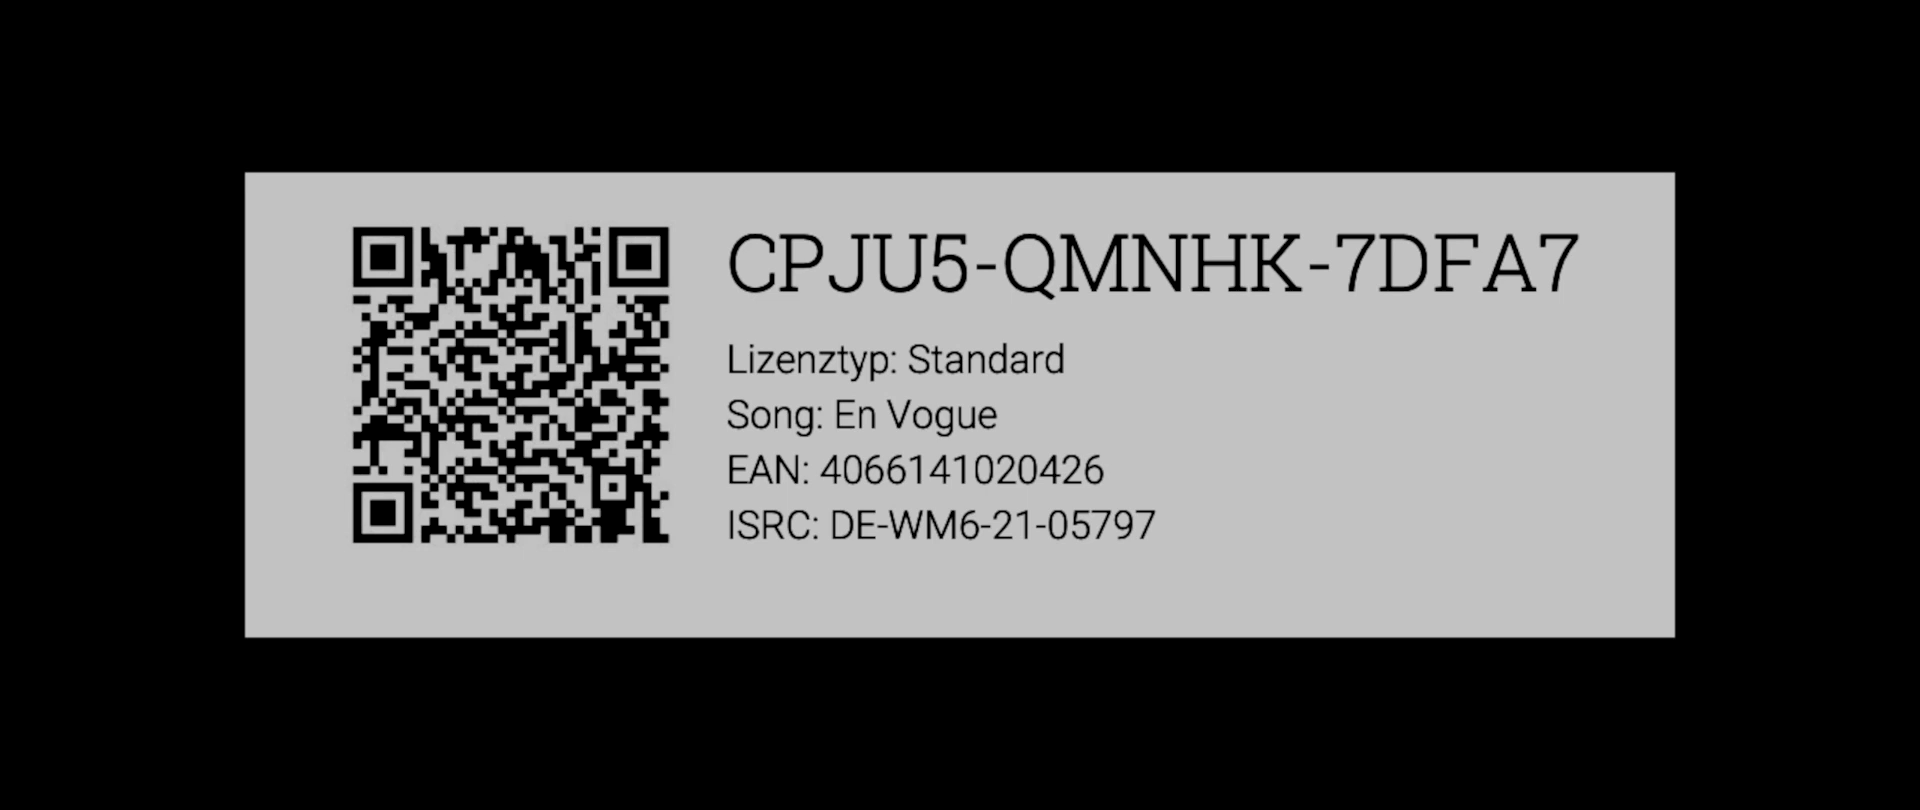 CPJU5-QMNHK-7DFA7
Lizenztyp: Standard
Song: En Vogue
EAN: 4066141020426
ISRC: DE-WM6-21-05797